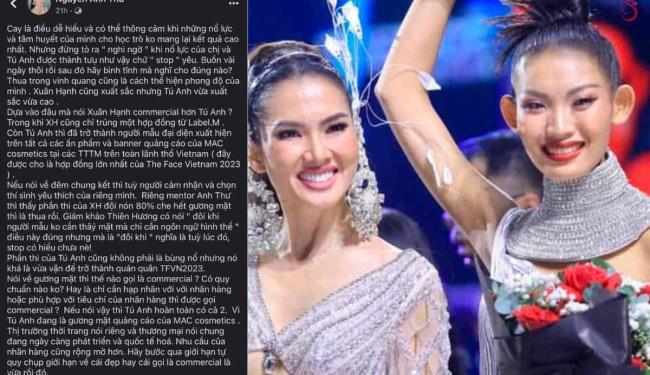 Nguyễn Anh Thư
21h
Cay là điều dễ hiểu và có thể thông cảm khi những nổ lực
và tâm huyết của mình cho học trò ko mang lại kết quả cao
nhất. Nhưng đừng tỏ ra " nghi ngờ " khi nổ lực của chị và
Tú Anh được thành tựu như vậy chứ " stop " yêu. Buồn vài
ngày thôi rồi sau đó hãy bình tĩnh mà nghĩ cho đúng nào?
Thua trong vinh quang cũng là cách thể hiện phong độ của
mình . Xuân Hạnh cũng xuất sắc nhưng Tú Anh vừa xuất
sắc vừa cao .
Dựa vào đâu mà nói Xuân Hạnh commercial hơn Tú Anh ?
Trong khi XH cũng chỉ trúng một hợp đồng từ Label.M .
Còn Tú Anh thì đã trở thành người mẫu đại diện xuất hiện
trên tất cả các ấn phẩm và banner quảng cáo của MAC
cosmetics tại các TTTM trên toàn lãnh thổ Vietnam ( đây
được cho là hợp đồng lớn nhất của The Face Vietnam 2023
) .
Nếu nói về đêm chung kết thì tuỳ người cảm nhận và chọn
thí sinh yêu thích của riêng mình. Riêng mentor Anh Thư
thì thấy phần thi của XH đội nón 80% che hết gương mặt
thì là thua rồi. Giám khảo Thiên Hương có nói " đôi khi
người mẫu ko cần thấy mặt mà chỉ cần ngôn ngữ hình thể "
điều này đúng nhưng mà là "đôi khi" nghĩa là tuỳ lúc đó,
stop có hiểu chưa nè!
Phần thi của Tú Anh cũng không phải là bùng nổ nhưng nó
khá là vừa vặn để trở thành quán quân TFVN2023.
Nói về gương mặt thì thế nào gọi là commercial ? Có quy
chuẩn nào ko? Hay là chỉ cần hạp nhãn với với nhãn hàng
hoặc phù hợp với tiêu chí của nhãn hàng thì được gọi
commercial ? Nếu nói vậy thì Tú Anh hoàn toàn có cả 2. Vì
Tú Anh đang là gương mặt quảng cáo của MAC cosmetics .
Thị trường thời trang nói riêng và thương mại nói chung
đang ngày càng phát triển và quốc tế hoá. Nhu cầu của
nhãn hàng cũng rộng mở hơn. Hãy bước qua giới hạn tự
quy chụp giới hạn về cái đẹp hay cái gọi là commercial là
vừa rồi đó.